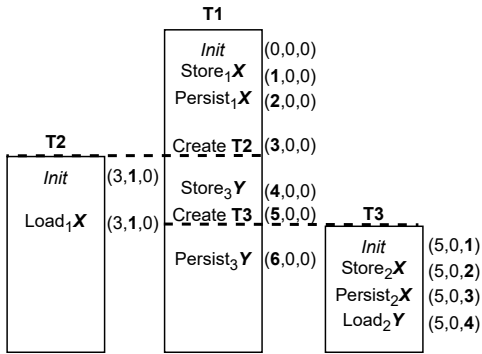 T1
Init (0,0,0)
Store₁X (1,0,0)
Persist₁X (2,0,0)
Create T2 (3,0,0)
Store₃Y (4,0,0)
Create T3 (5,0,0)
Persist₃Y (6,0,0)
T2
Init (3,1,0)
Load₁X (3,1,0)
T3
Init (5,0,1)
Store₂X (5,0,2)
Persist₂X (5,0,3)
Load₂Y (5,0,4)